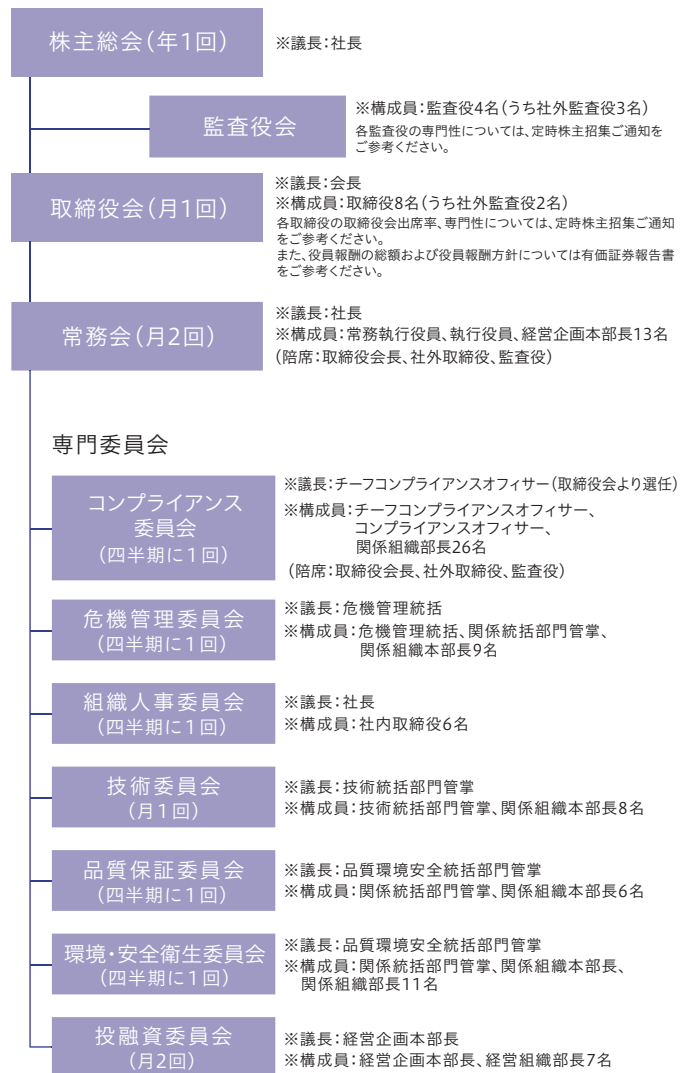 株主総会(年1回)
※議長:社長
監査役会
※構成員:監査役4名(うち社外監査役3名)
各監査役の専門性については、定時株主招集ご通知を
ご参考ください。
取締役会(月1回)
※議長:会長
※構成員:取締役8名(うち社外監査役2名)
各取締役の取締役会出席率、専門性については、定時株主招集ご通知
をご参考ください。
また、役員報酬の総額および役員報酬方針については有価証券報告書
をご参考ください。
常務会(月2回)
※議長:社長
※構成員:常務執行役員、執行役員、経営企画本部長13名
(陪席:取締役会長、社外取締役、監査役)
専門委員会
コンプライアンス
委員会
(四半期に1回)
※議長:チーフコンプライアンスオフィサー(取締役会より選任)
※構成員:チーフコンプライアンスオフィサー、
コンプライアンスオフィサー、
関係組織部長26名
(陪席:取締役会長、社外取締役、監査役)
危機管理委員会
(四半期に1回)
※議長:危機管理統括
※構成員:危機管理統括、関係統括部門管掌、
関係組織本部長9名
組織人事委員会
(四半期に1回)
※議長:社長
※構成員:社内取締役6名
技術委員会
(月1回)
※議長:技術統括部門管掌
※構成員:技術統括部門管掌、関係組織本部長8名
品質保証委員会
(四半期に1回)
※議長:品質環境安全統括部門管掌
※構成員:関係統括部門管掌、関係組織本部長6名
環境・安全衛生委員会
(四半期に1回)
※議長:品質環境安全統括部門管掌
※構成員:関係統括部門管掌、関係組織本部長、
関係組織部長11名
投融資委員会
(月2回)
※議長:経営企画本部長
※構成員:経営企画本部長、経営組織部長7名